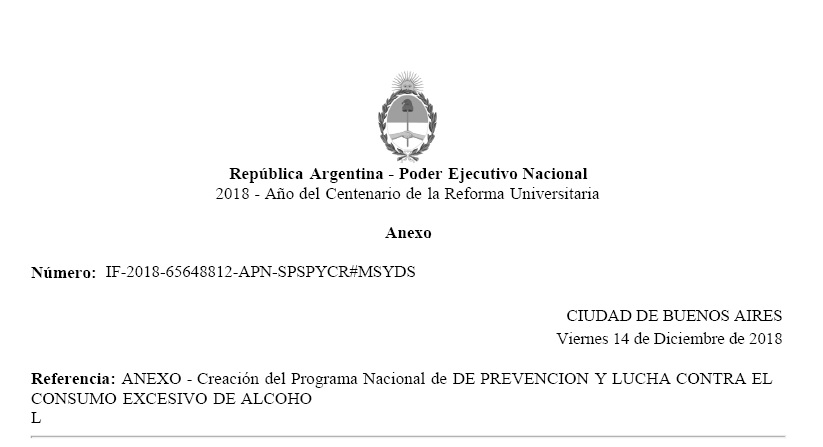 República Argentina - Poder Ejecutivo Nacional
2018 - Año del Centenario de la Reforma Universitaria
Anexo
Número: IF-2018-65648812-APN-SPSPYCR#MSYDS
CIUDAD DE BUENOS AIRES
Viernes 14 de Diciembre de 2018
Referencia: ANEXO - Creación del Programa Nacional de DE PREVENCION Y LUCHA CONTRA EL
CONSUMO EXCESIVO DE ALCOHO
L